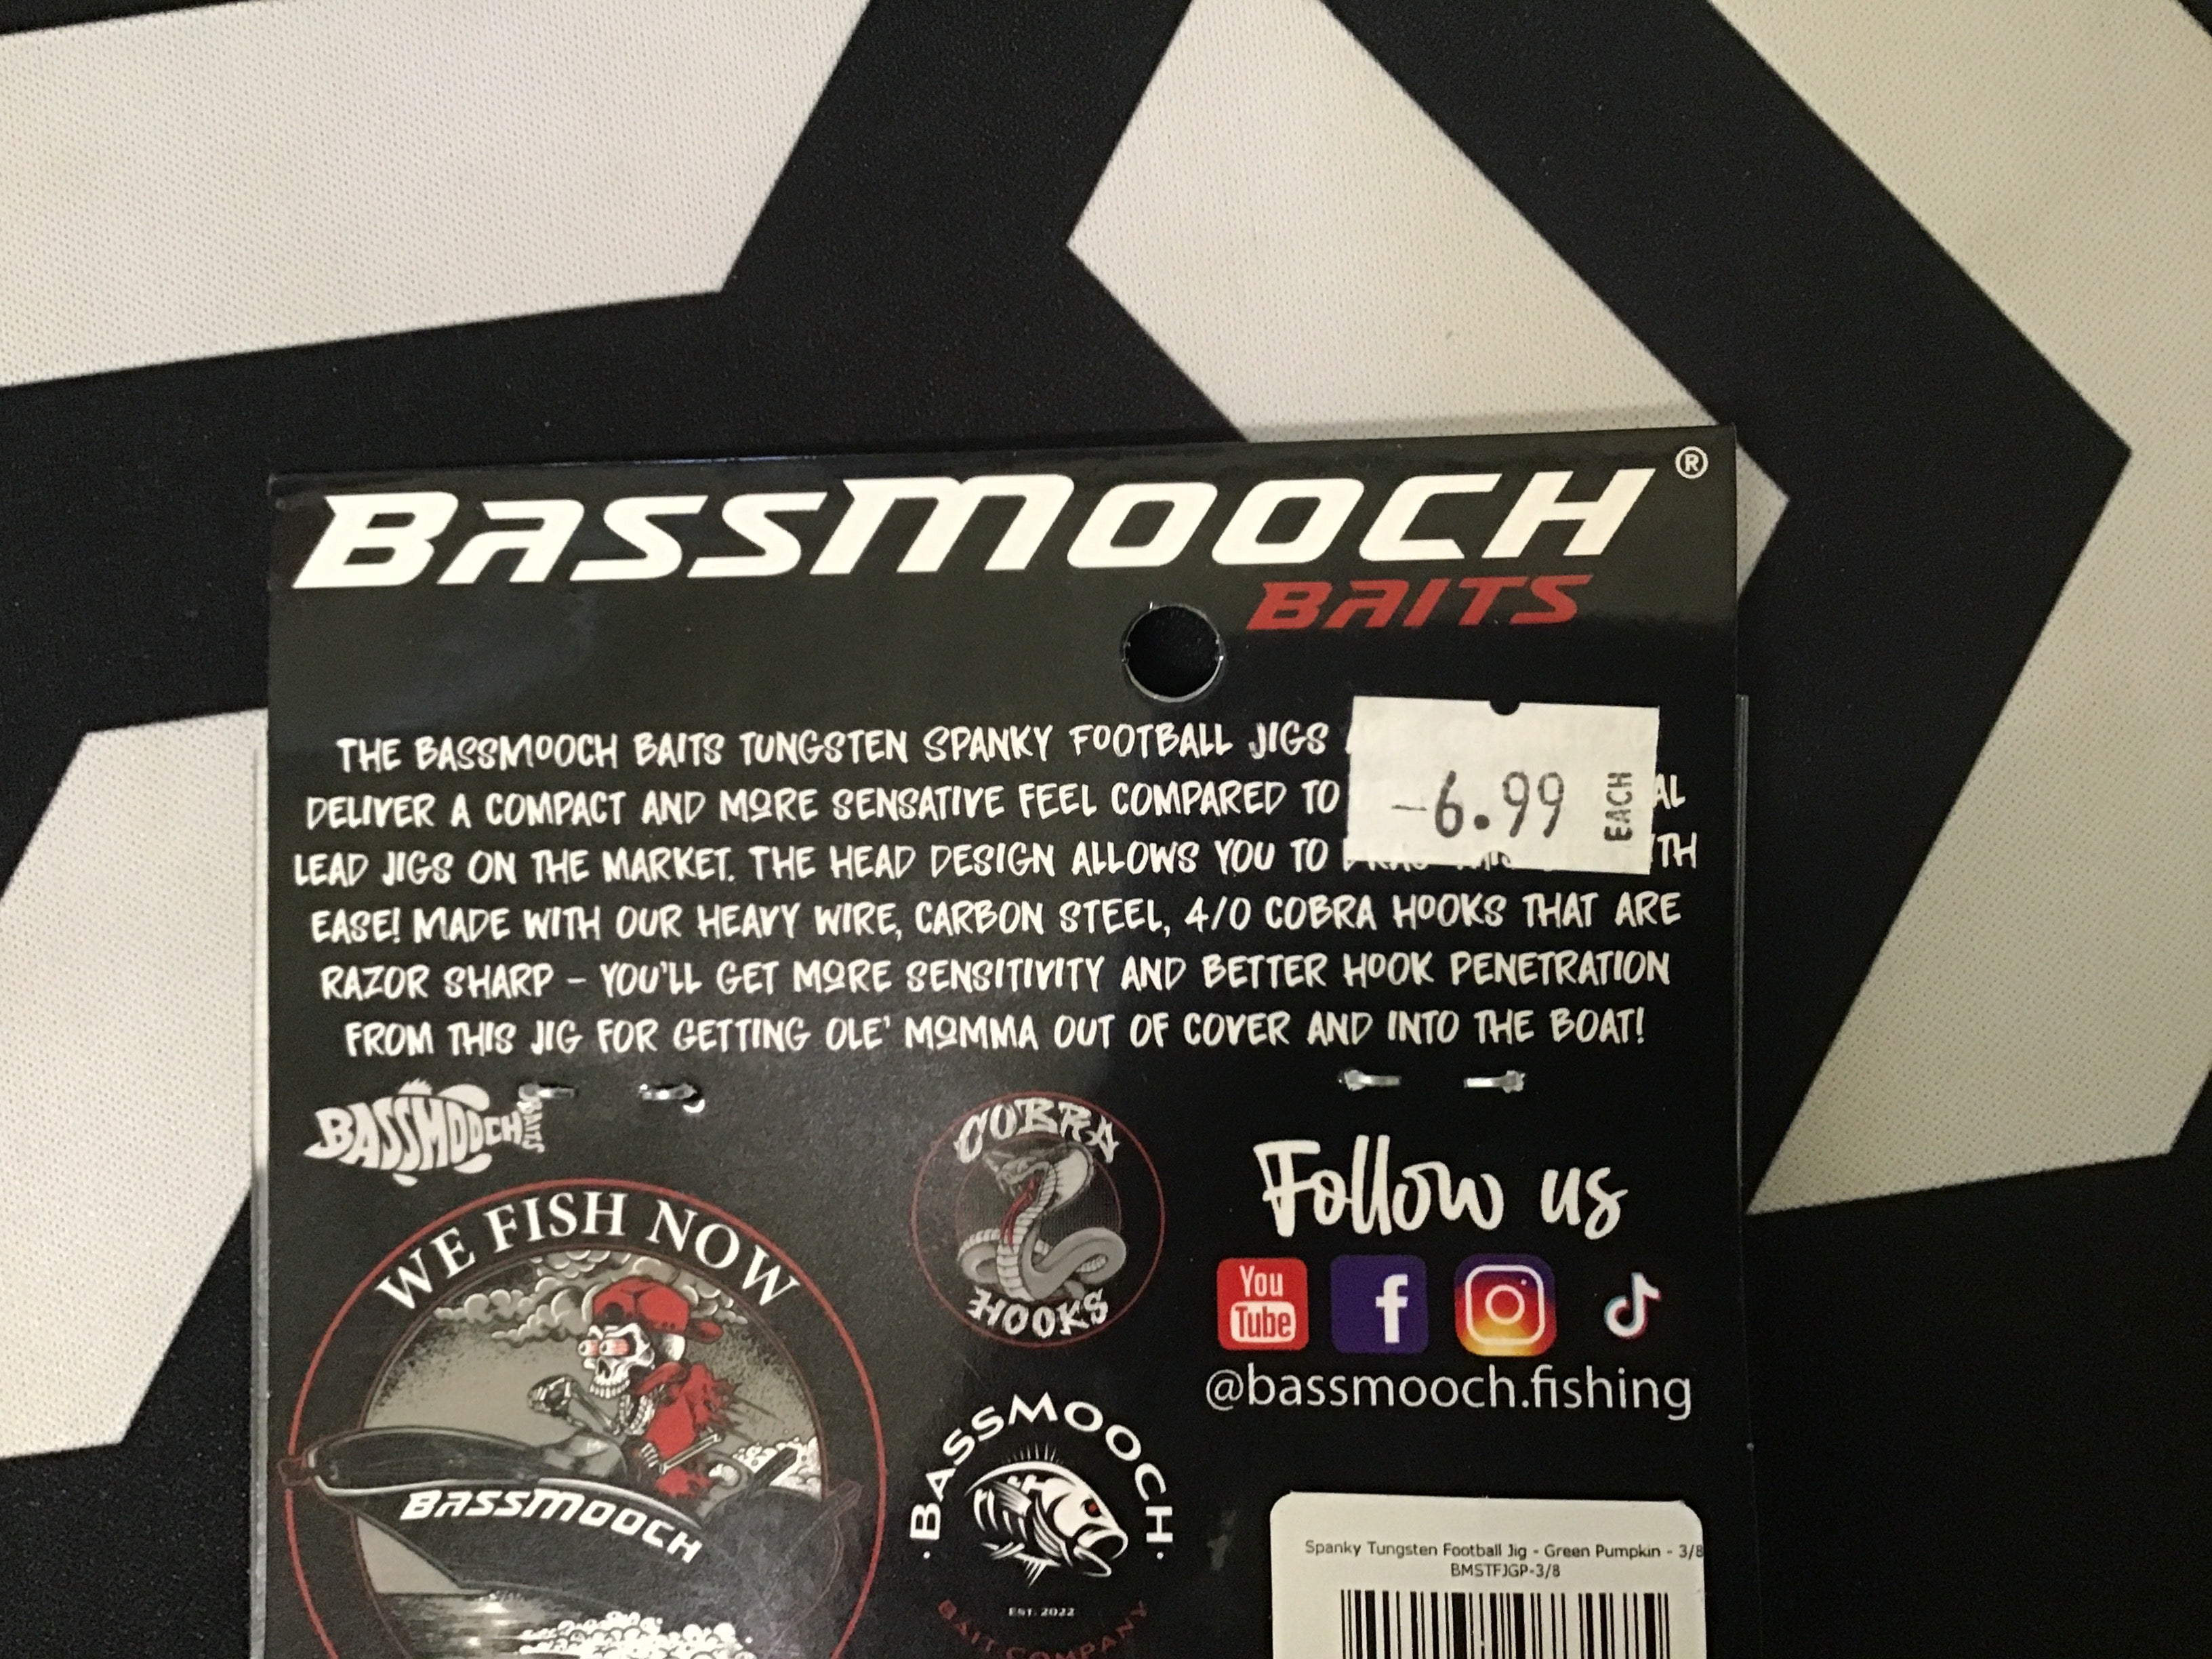 BASSMOOCH®
BAITS
THE BASSMOOCH BAITS TUNGSTEN SPANKY FOOTBALL JIGS
DELIVER A COMPACT AND MORE SENSATIVE FEEL COMPARED TO
-6.99 EACH
LEAD JIGS ON THE MARKET. THE HEAD DESIGN ALLOWS YOU TO
EASE! MADE WITH OUR HEAVY WIRE, CARBON STEEL, 4/0 COBRA HOOKS THAT ARE
RAZOR SHARP – YOU'LL GET MORE SENSITIVITY AND BETTER HOOK PENETRATION
FROM THIS JIG FOR GETTING OLE' MOMMA OUT OF COVER AND INTO THE BOAT!
BASSMOOCH BAITS
WE FISH NOW
BASSMOOCH
COBRA
HOOKS
Follow us
You Tube f
@bassmooch.fishing
· BASSMOOCH ·
EST. 2022
BAIT COMPANY
Spanky Tungsten Football Jig - Green Pumpkin - 3/8
BMSTFJGP-3/8